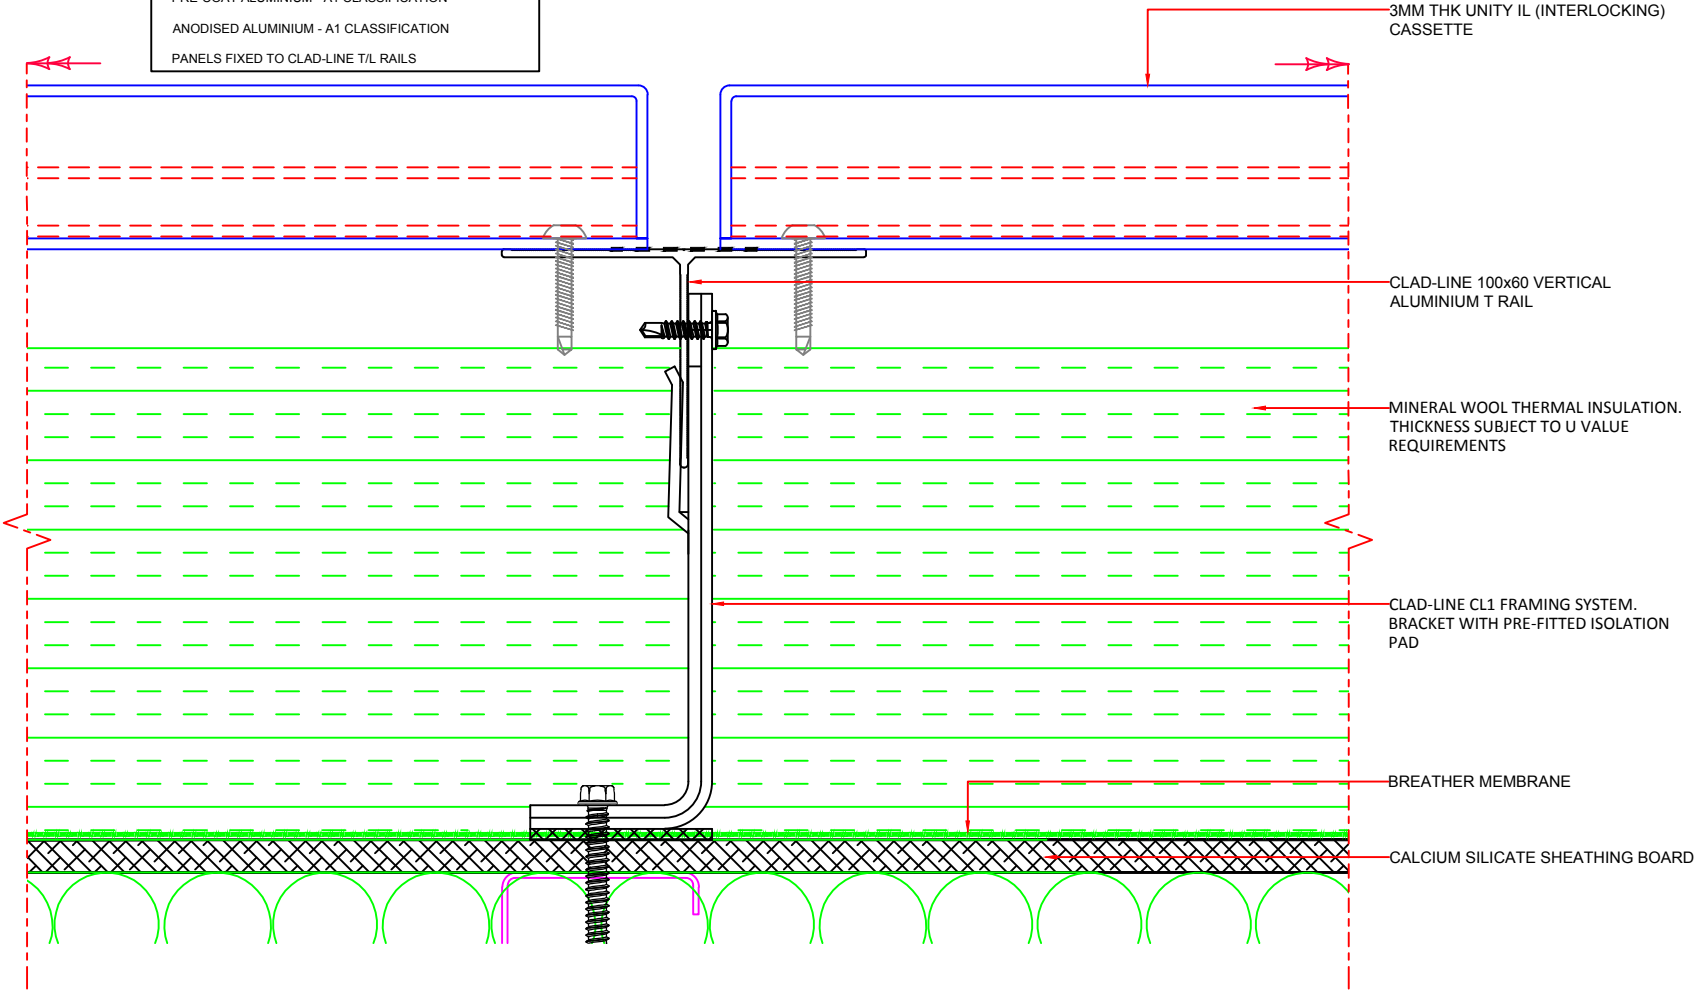 ANODISED ALUMINIUM - A1 CLASSIFICATION
PANELS FIXED TO CLAD-LINE T/L RAILS
3MM THK UNITY IL (INTERLOCKING)
CASSETTE
CLAD-LINE 100x60 VERTICAL
ALUMINIUM T RAIL
MINERAL WOOL THERMAL INSULATION.
THICKNESS SUBJECT TO U VALUE
REQUIREMENTS
CLAD-LINE CL1 FRAMING SYSTEM.
BRACKET WITH PRE-FITTED ISOLATION
PAD
BREATHER MEMBRANE
CALCIUM SILICATE SHEATHING BOARD